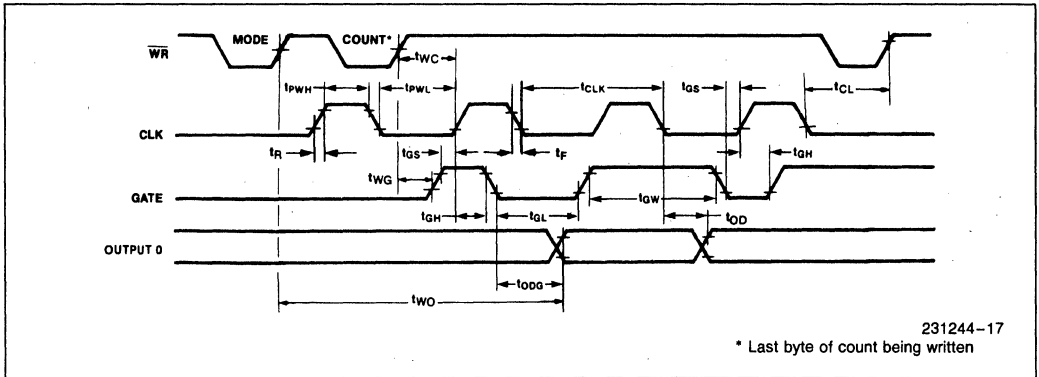 MODE COUNT*
WR
tWC
tPWH tPWL tCLK tGS tCL
CLK
tR tGS tF tGH
tWG
GATE
tGH tGL tGW tOD
OUTPUT 0
tODG
tWO
231244–17
* Last byte of count being written